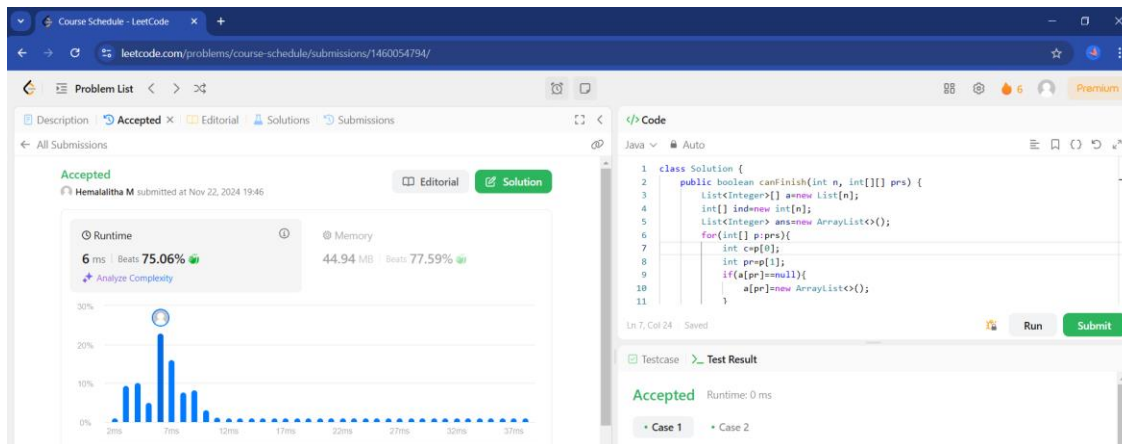 Course Schedule - LeetCode
leetcode.com/problems/course-schedule/submissions/1460054794/
Problem List
6
Premium
Description
Accepted
Editorial
Solutions
Submissions
All Submissions
Accepted
Hemalalitha M submitted at Nov 22, 2024 19:46
Editorial
Solution
Runtime
6 ms
Beats 75.06%
Analyze Complexity
Memory
44.94 MB
Beats 77.59%
30%
20%
10%
0%
2ms 7ms 12ms 17ms 22ms 27ms 32ms 37ms
</> Code
Java Auto
1 class Solution {
2 public boolean canFinish(int n, int[][] prs) {
3 List<Integer>[] a=new List[n];
4 int[] ind=new int[n];
5 List<Integer> ans=new ArrayList<>();
6 for(int[] p:prs){
7 int c=p[0];
8 int pr=p[1];
9 if(a[pr]==null){
10 a[pr]=new ArrayList<>();
11 }
Ln 7, Col 24 Saved
Run
Submit
Testcase
>_ Test Result
Accepted Runtime: 0 ms
• Case 1 • Case 2